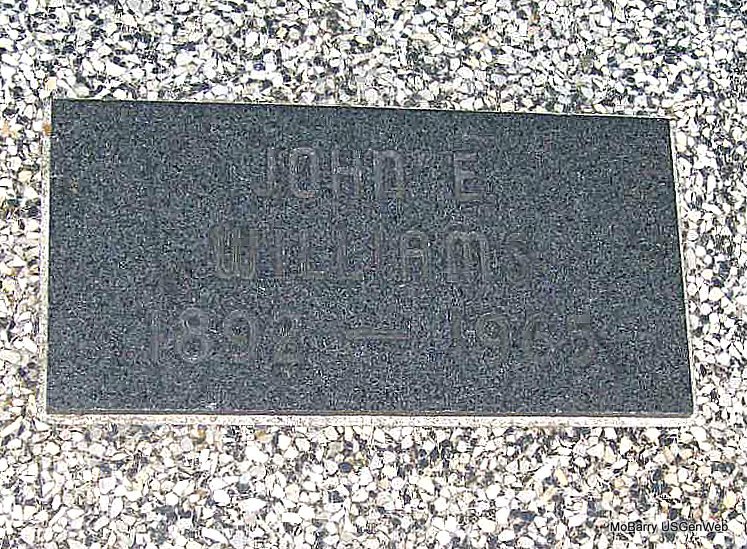 JOHN E
WILLIAMS
1892 — 1965
MoBarry USGenWeb